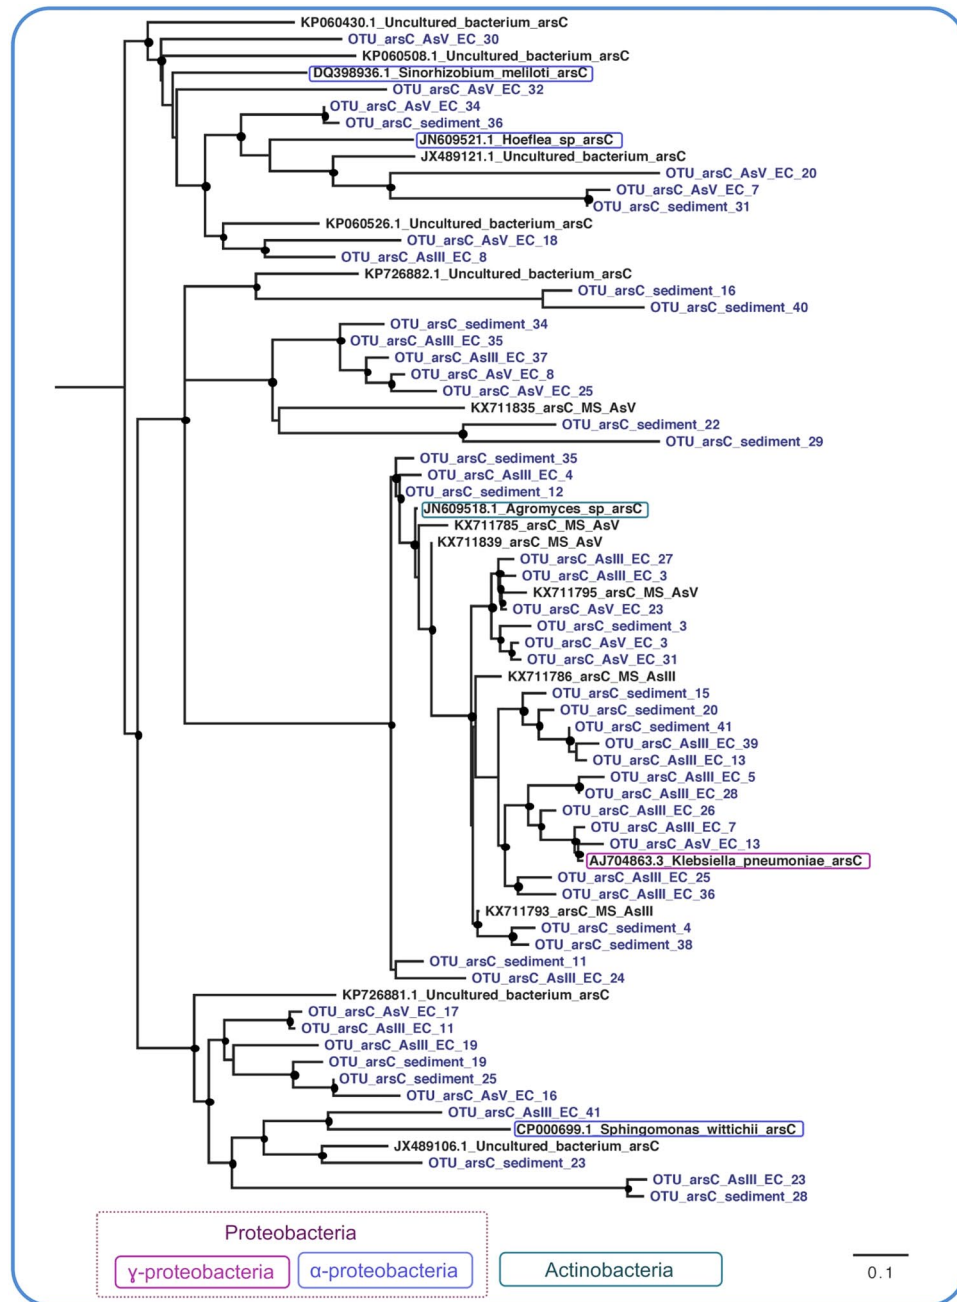 KP060430.1_Uncultured_bacterium_arsC
OTU_arsC_AsV_EC_30
KP060508.1_Uncultured_bacterium_arsC
DQ398936.1_Sinorhizobium_meliloti_arsC
OTU_arsC_AsV_EC_32
OTU_arsC_AsV_EC_34
OTU_arsC_sediment_36
JN609521.1_Hoeflea_sp_arsC
JX489121.1_Uncultured_bacterium_arsC
OTU_arsC_AsV_EC_20
OTU_arsC_AsV_EC_7
OTU_arsC_sediment_31
KP060526.1_Uncultured_bacterium_arsC
OTU_arsC_AsV_EC_18
OTU_arsC_AsIII_EC_8
KP726882.1_Uncultured_bacterium_arsC
OTU_arsC_sediment_16
OTU_arsC_sediment_40
OTU_arsC_sediment_34
OTU_arsC_AsIII_EC_35
OTU_arsC_AsIII_EC_37
OTU_arsC_AsV_EC_8
OTU_arsC_AsV_EC_25
KX711835_arsC_MS_AsV
OTU_arsC_sediment_22
OTU_arsC_sediment_29
OTU_arsC_sediment_35
OTU_arsC_AsIII_EC_4
OTU_arsC_sediment_12
JN609518.1_Agromyces_sp_arsC
KX711785_arsC_MS_AsV
KX711839_arsC_MS_AsV
OTU_arsC_AsIII_EC_27
OTU_arsC_AsIII_EC_3
KX711795_arsC_MS_AsV
OTU_arsC_AsV_EC_23
OTU_arsC_sediment_3
OTU_arsC_AsV_EC_3
OTU_arsC_AsV_EC_31
KX711786_arsC_MS_AsIII
OTU_arsC_sediment_15
OTU_arsC_sediment_20
OTU_arsC_sediment_41
OTU_arsC_AsIII_EC_39
OTU_arsC_AsIII_EC_13
OTU_arsC_AsIII_EC_5
OTU_arsC_AsIII_EC_28
OTU_arsC_AsIII_EC_26
OTU_arsC_AsIII_EC_7
OTU_arsC_AsV_EC_13
AJ704863.3_Klebsiella_pneumoniae_arsC
OTU_arsC_AsIII_EC_25
OTU_arsC_AsIII_EC_36
KX711793_arsC_MS_AsIII
OTU_arsC_sediment_4
OTU_arsC_sediment_38
OTU_arsC_sediment_11
OTU_arsC_AsIII_EC_24
KP726881.1_Uncultured_bacterium_arsC
OTU_arsC_AsV_EC_17
OTU_arsC_AsIII_EC_11
OTU_arsC_AsIII_EC_19
OTU_arsC_sediment_19
OTU_arsC_sediment_25
OTU_arsC_AsV_EC_16
OTU_arsC_AsIII_EC_41
CP000699.1_Sphingomonas_wittichii_arsC
JX489106.1_Uncultured_bacterium_arsC
OTU_arsC_sediment_23
OTU_arsC_AsIII_EC_23
OTU_arsC_sediment_28
Proteobacteria
ɣ-proteobacteria
α-proteobacteria
Actinobacteria
0.1